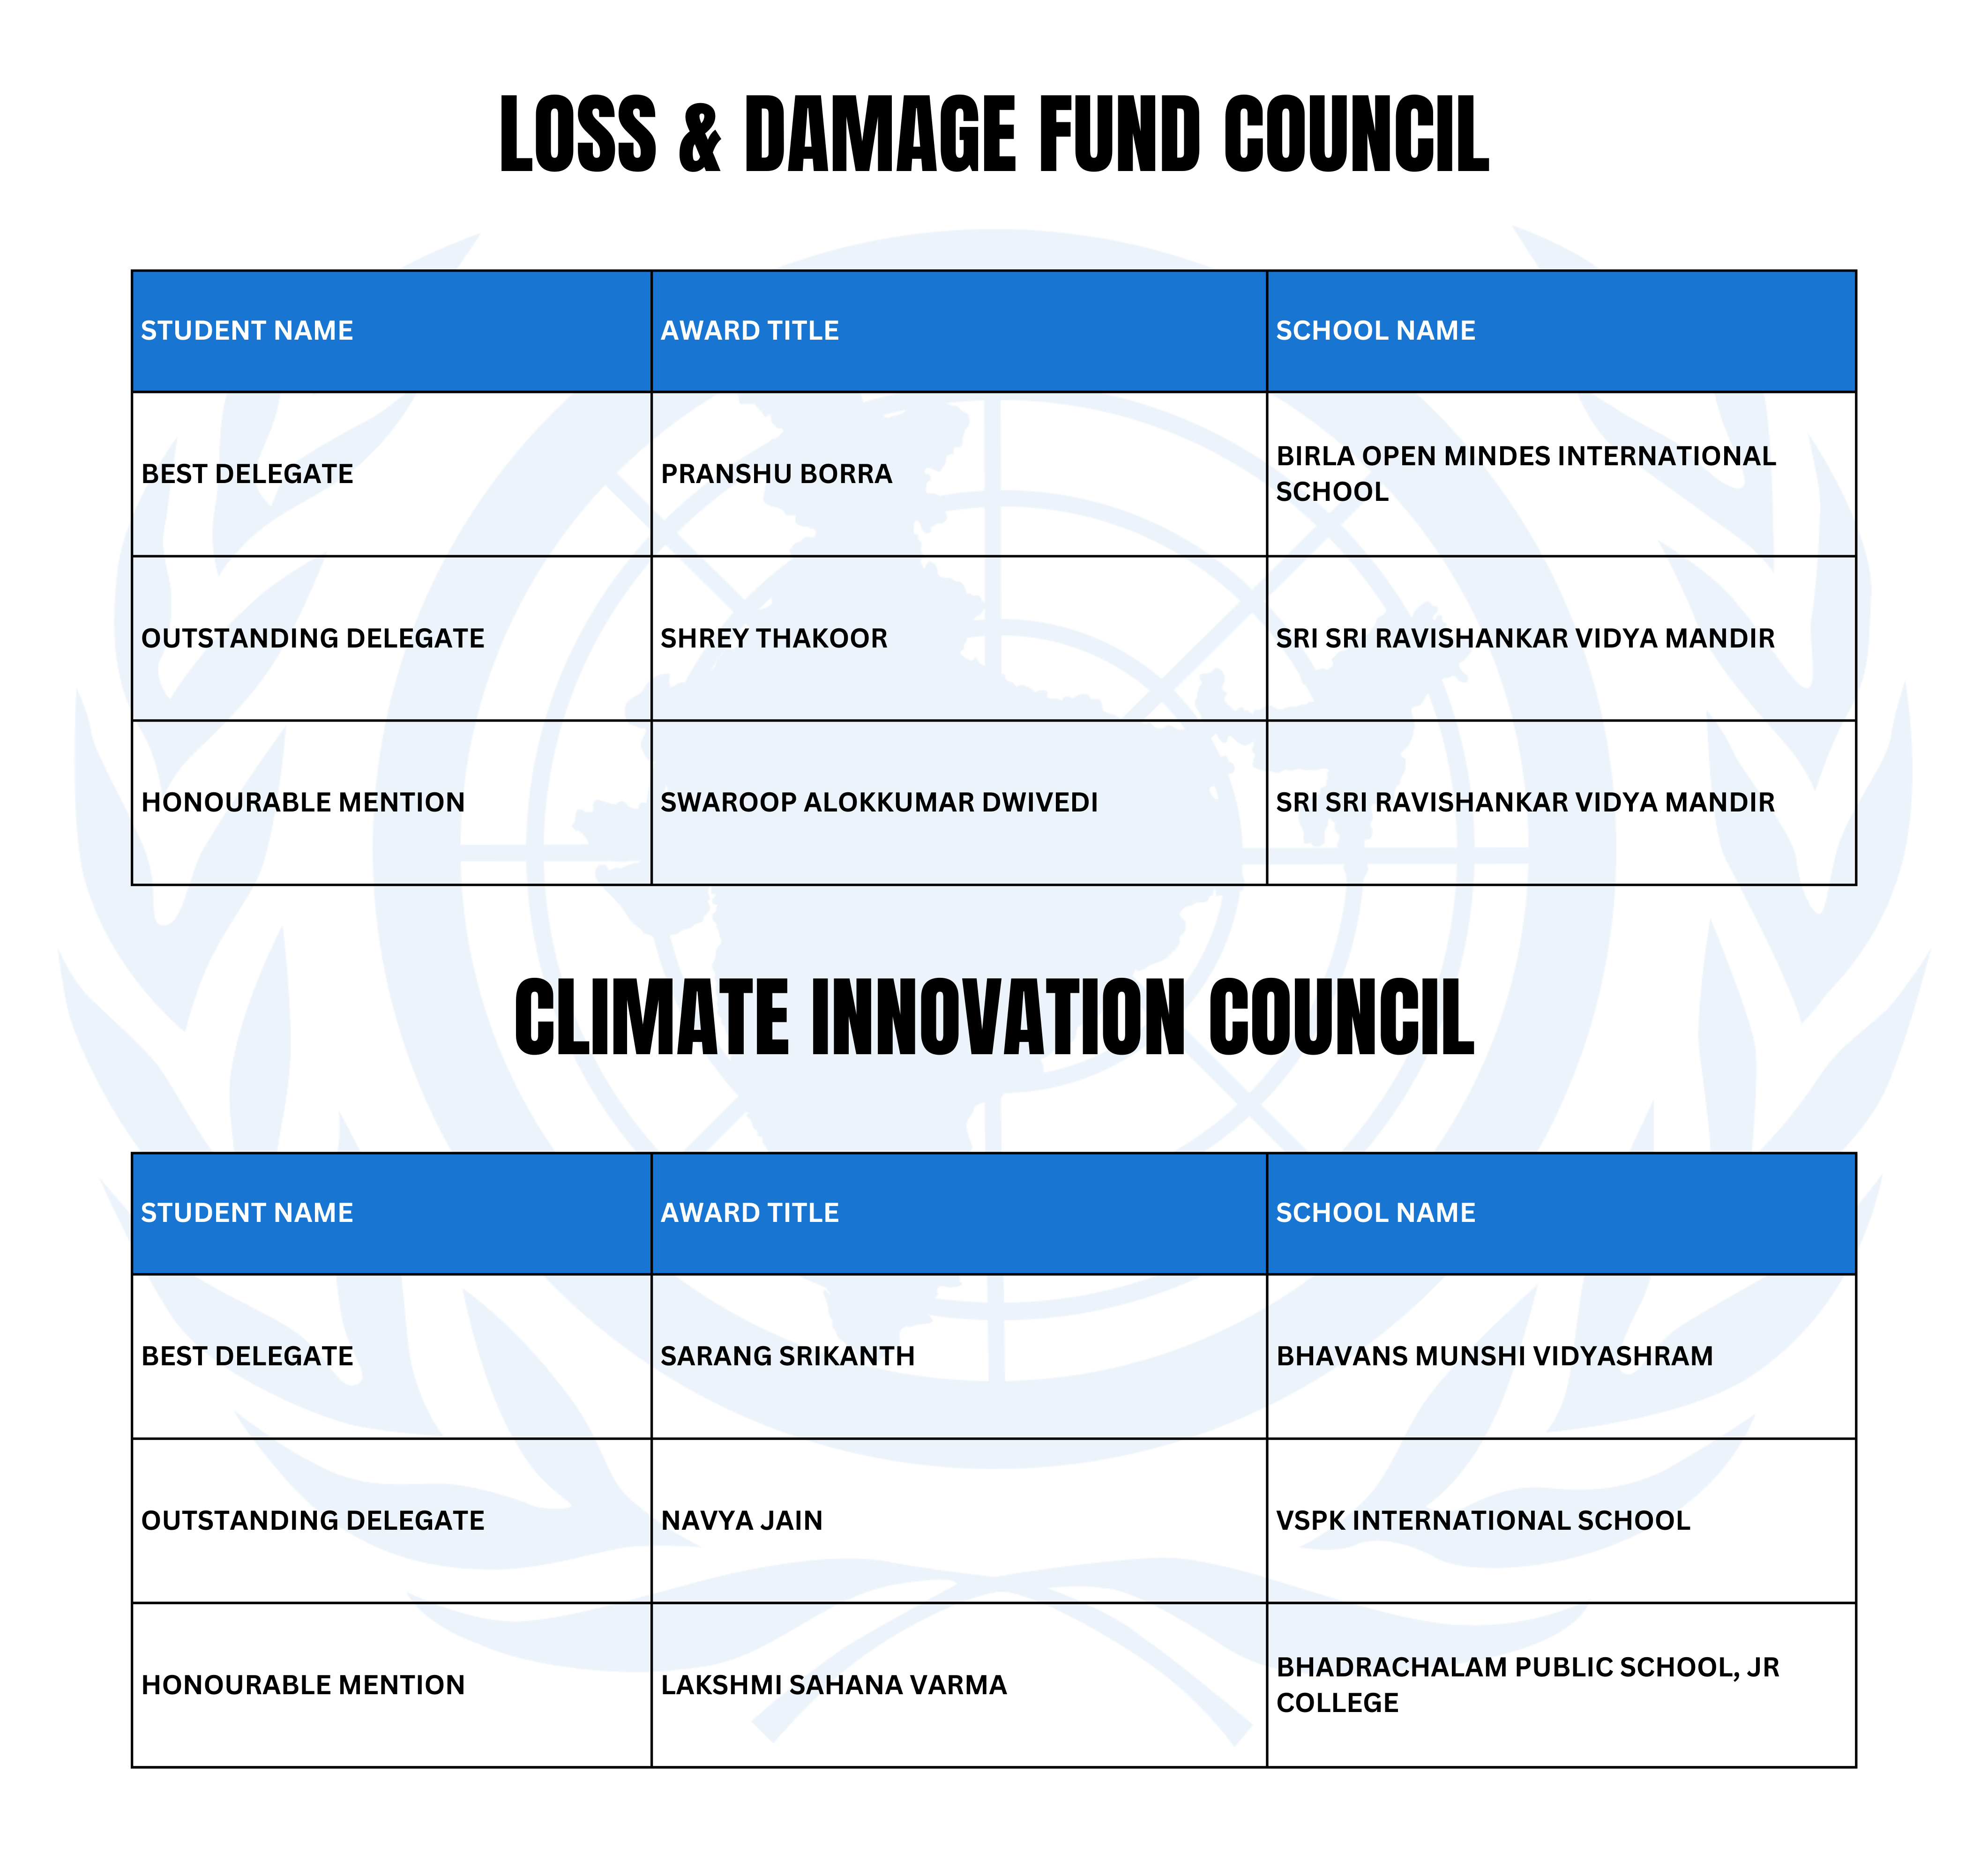 LOSS & DAMAGE FUND COUNCIL
STUDENT NAME AWARD TITLE SCHOOL NAME
BEST DELEGATE PRANSHU BORRA BIRLA OPEN MINDES INTERNATIONAL
SCHOOL
OUTSTANDING DELEGATE SHREY THAKOOR SRI SRI RAVISHANKAR VIDYA MANDIR
HONOURABLE MENTION SWAROOP ALOKKUMAR DWIVEDI SRI SRI RAVISHANKAR VIDYA MANDIR
CLIMATE INNOVATION COUNCIL
STUDENT NAME AWARD TITLE SCHOOL NAME
BEST DELEGATE SARANG SRIKANTH BHAVANS MUNSHI VIDYASHRAM
OUTSTANDING DELEGATE NAVYA JAIN VSPK INTERNATIONAL SCHOOL
HONOURABLE MENTION LAKSHMI SAHANA VARMA BHADRACHALAM PUBLIC SCHOOL, JR
COLLEGE